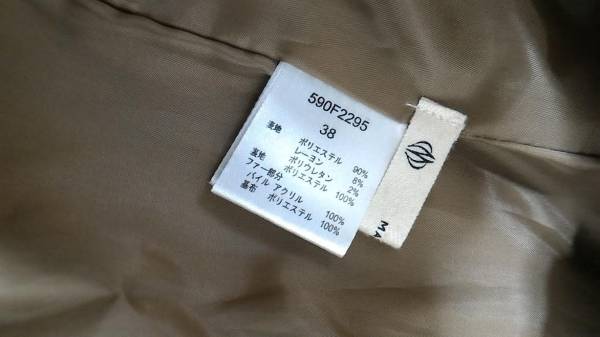 590F2295
38
表地 ポリエステル 90%
レーヨン 8%
ポリウレタン 2%
裏地 ポリエステル 100%
ファー部分
パイル アクリル 100%
基布 ポリエステル 100%
MA